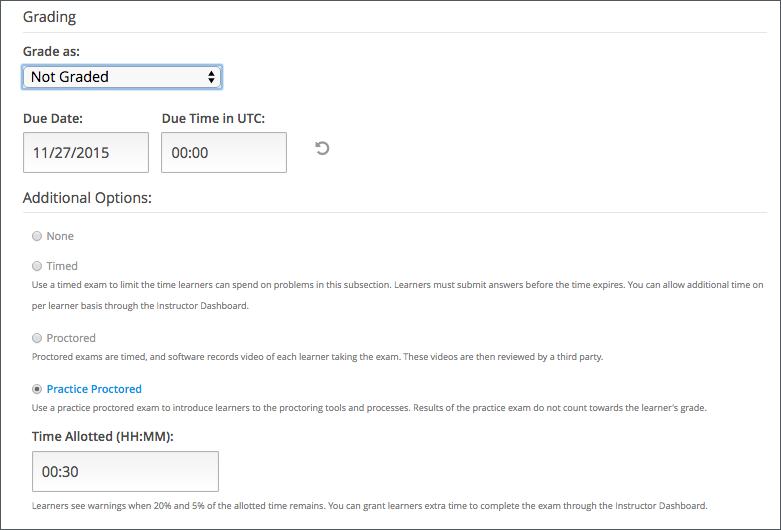 Grading
Grade as:
Not Graded
Due Date: Due Time in UTC:
11/27/2015 00:00
Additional Options:
None
Timed
Use a timed exam to limit the time learners can spend on problems in this subsection. Learners must submit answers before the time expires. You can allow additional time on
per learner basis through the Instructor Dashboard.
Proctored
Proctored exams are timed, and software records video of each learner taking the exam. These videos are then reviewed by a third party.
Practice Proctored
Use a practice proctored exam to introduce learners to the proctoring tools and processes. Results of the practice exam do not count towards the learner's grade.
Time Allotted (HH:MM):
00:30
Learners see warnings when 20% and 5% of the allotted time remains. You can grant learners extra time to complete the exam through the Instructor Dashboard.